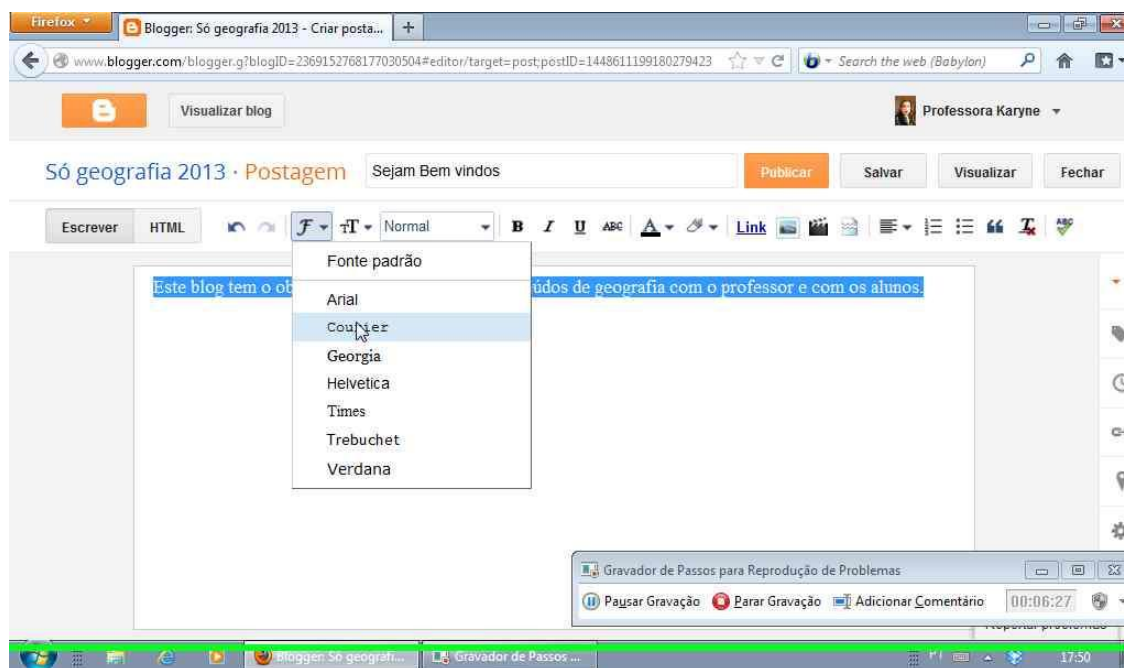 Firefox
Blogger: Só geografia 2013 - Criar posta...
www.blogger.com/blogger.g?blogID=2369152768177030504#editor/target=post;postID=1448611199180279423
Search the web (Babylon)
Visualizar blog
Professora Karyne
Só geografia 2013 · Postagem
Sejam Bem vindos
Publicar
Salvar
Visualizar
Fechar
Escrever
HTML
Normal
B I U ABC A Link
ABC
Fonte padrão
Este blog tem o ob
údos de geografia com o professor e com os alunos.
Arial
Courier
Georgia
Helvetica
Times
Trebuchet
Verdana
Gravador de Passos para Reprodução de Problemas
Pausar Gravação
Parar Gravação
Adicionar Comentário
00:06:27
Blogger: Só geografi...
Gravador de Passos ...
PT
17:50